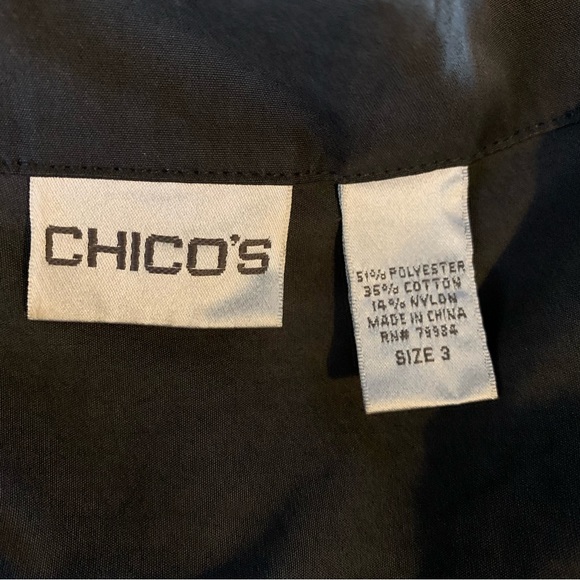 CHICO'S
51% POLYESTER
35% COTTON
14% NYLON
MADE IN CHINA
RN# 79984
SIZE 3